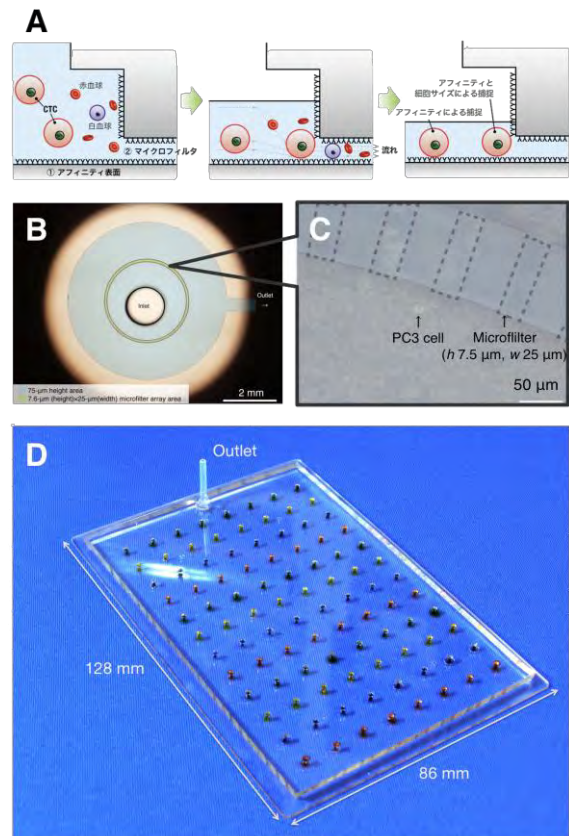 A
アフィニティと
細胞サイズによる捕捉
アフィニティによる捕捉
赤血球
CTC
白血球
② マイクロフィルタ
流れ
① アフィニティ表面
B
Inlet
Outlet
→
75-μm height area
7.6-μm (height)×25-μm(width) microfilter array area
2 mm
C
↑
↑
PC3 cell
Microflilter
(h 7.5 μm, w 25 μm)
50 μm
D
Outlet
128 mm
86 mm